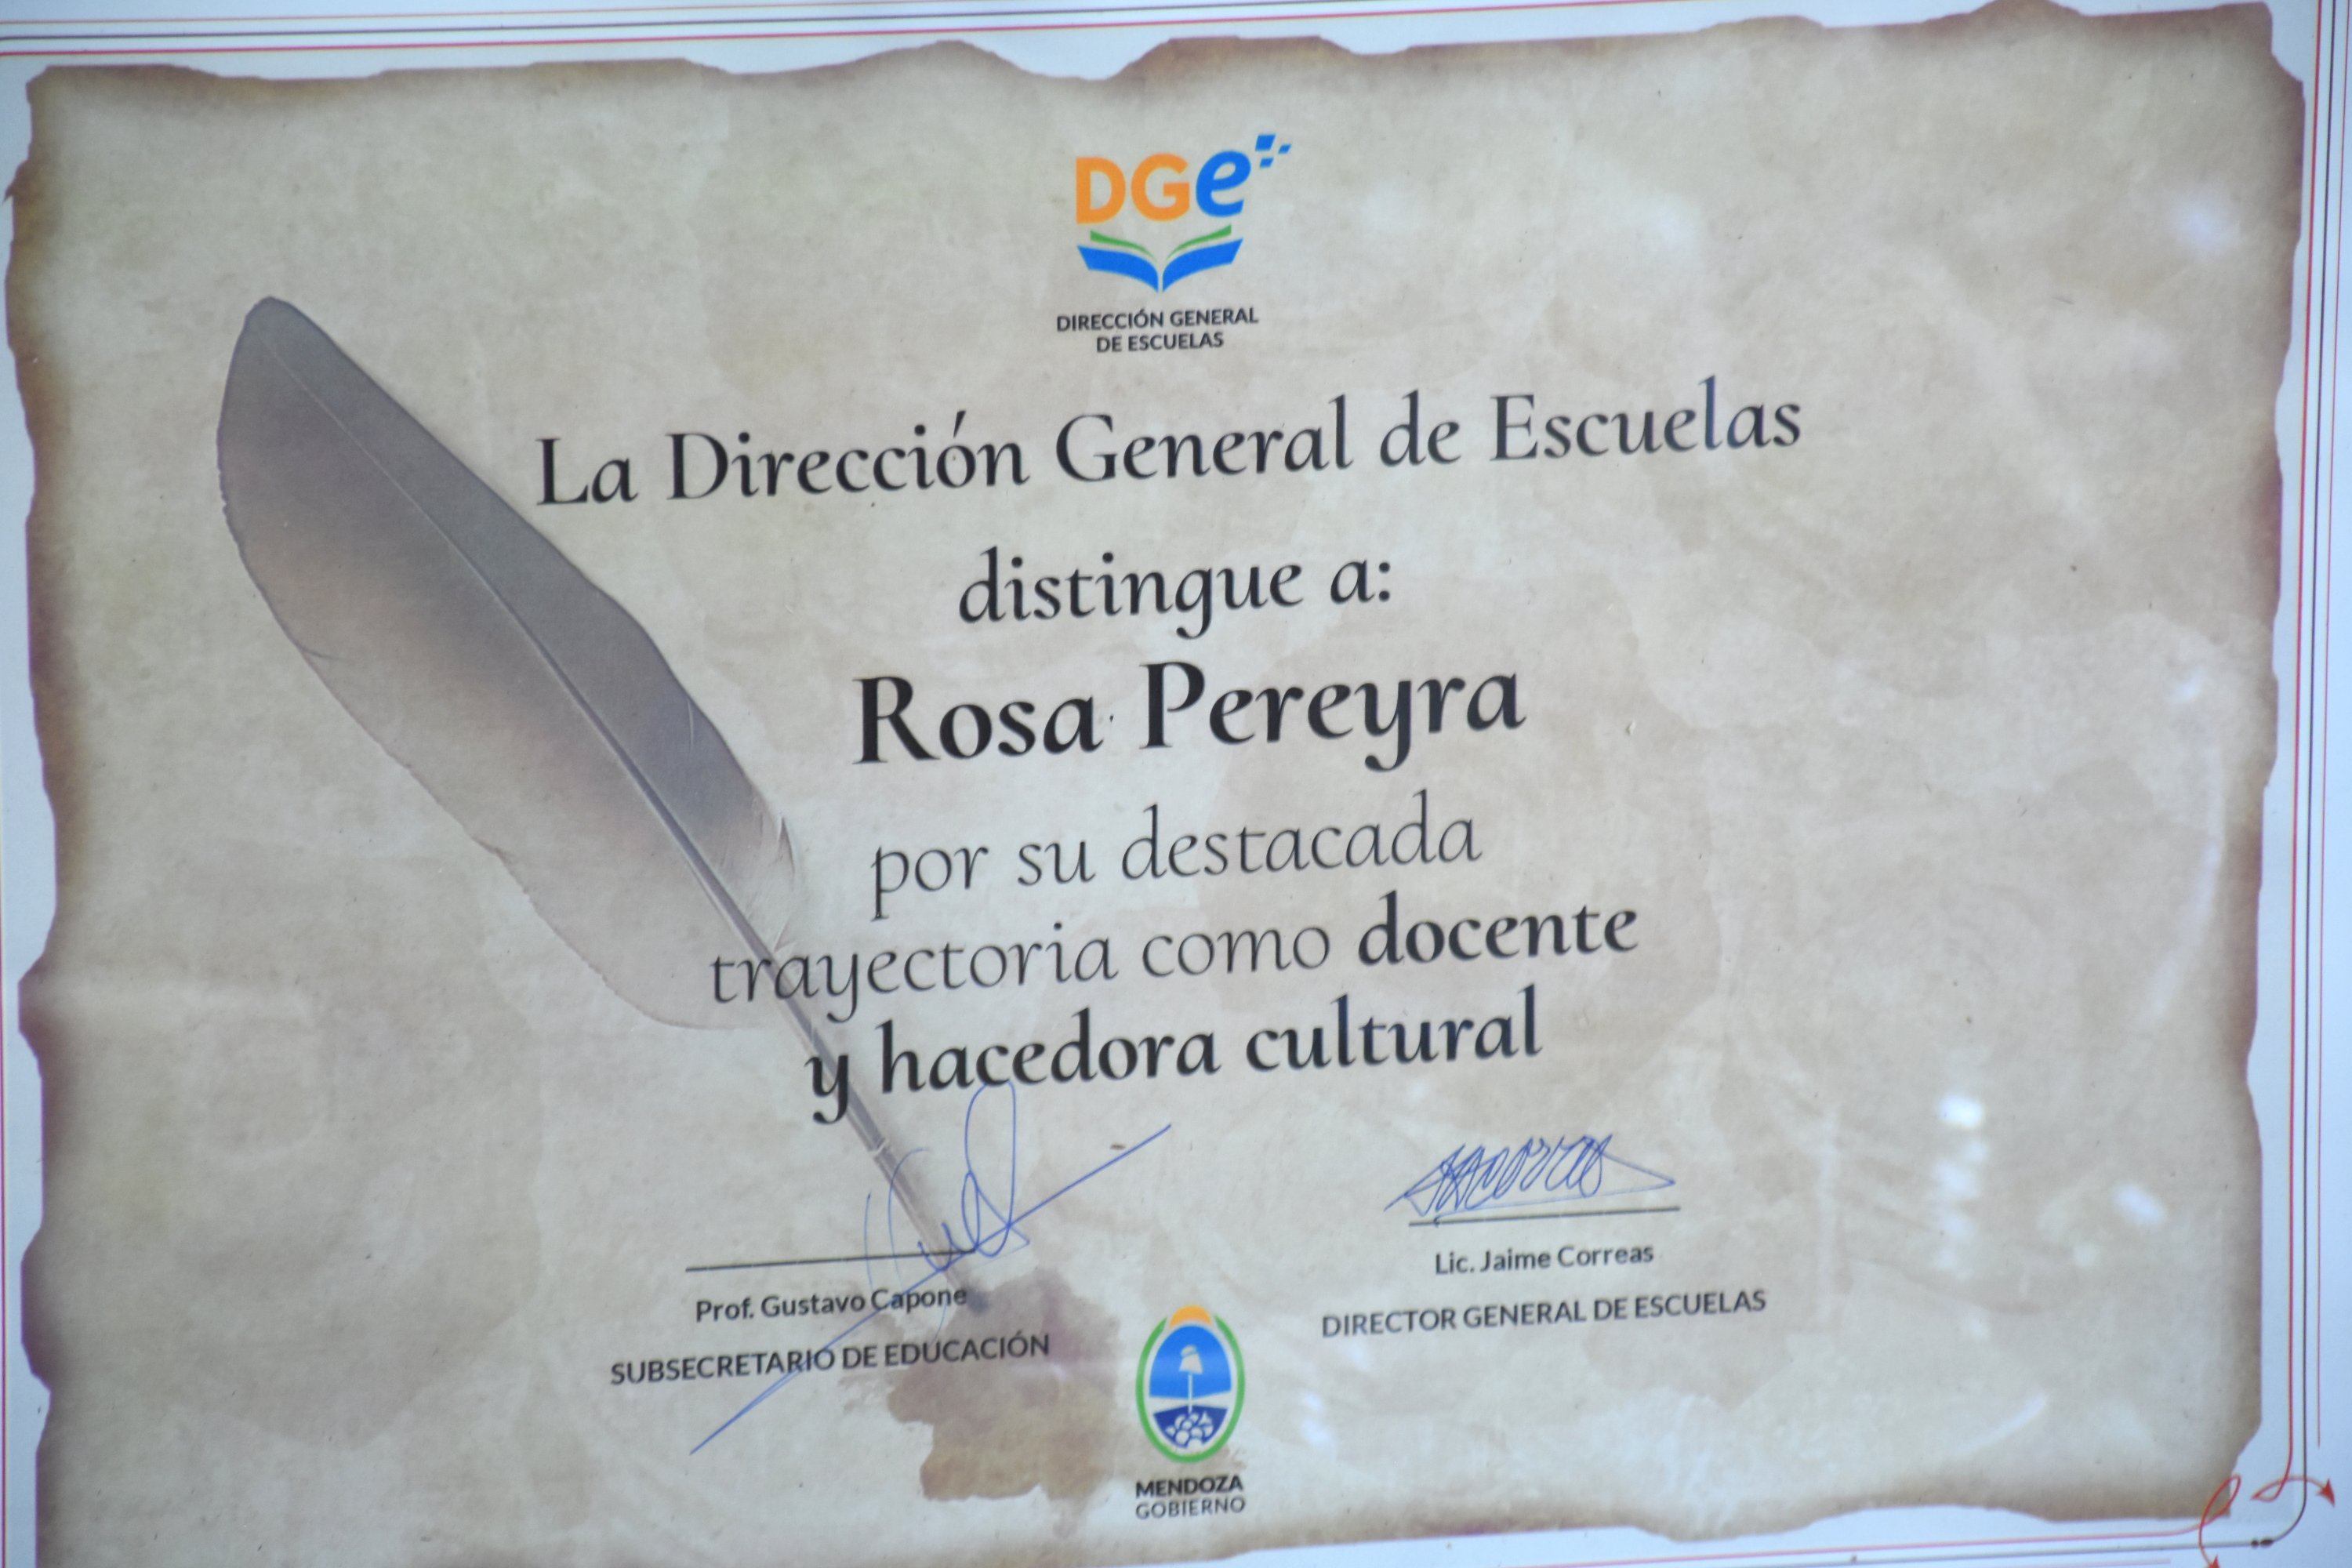 DGe
DIRECCIÓN GENERAL
DE ESCUELAS
La Dirección General de Escuelas
distingue a:
Rosa Pereyra
por su destacada
trayectoria como docente
y hacedora cultural
Prof. Gustavo Capone
SUBSECRETARIO DE EDUCACIÓN
Lic. Jaime Correas
DIRECTOR GENERAL DE ESCUELAS
MENDOZA
GOBIERNO